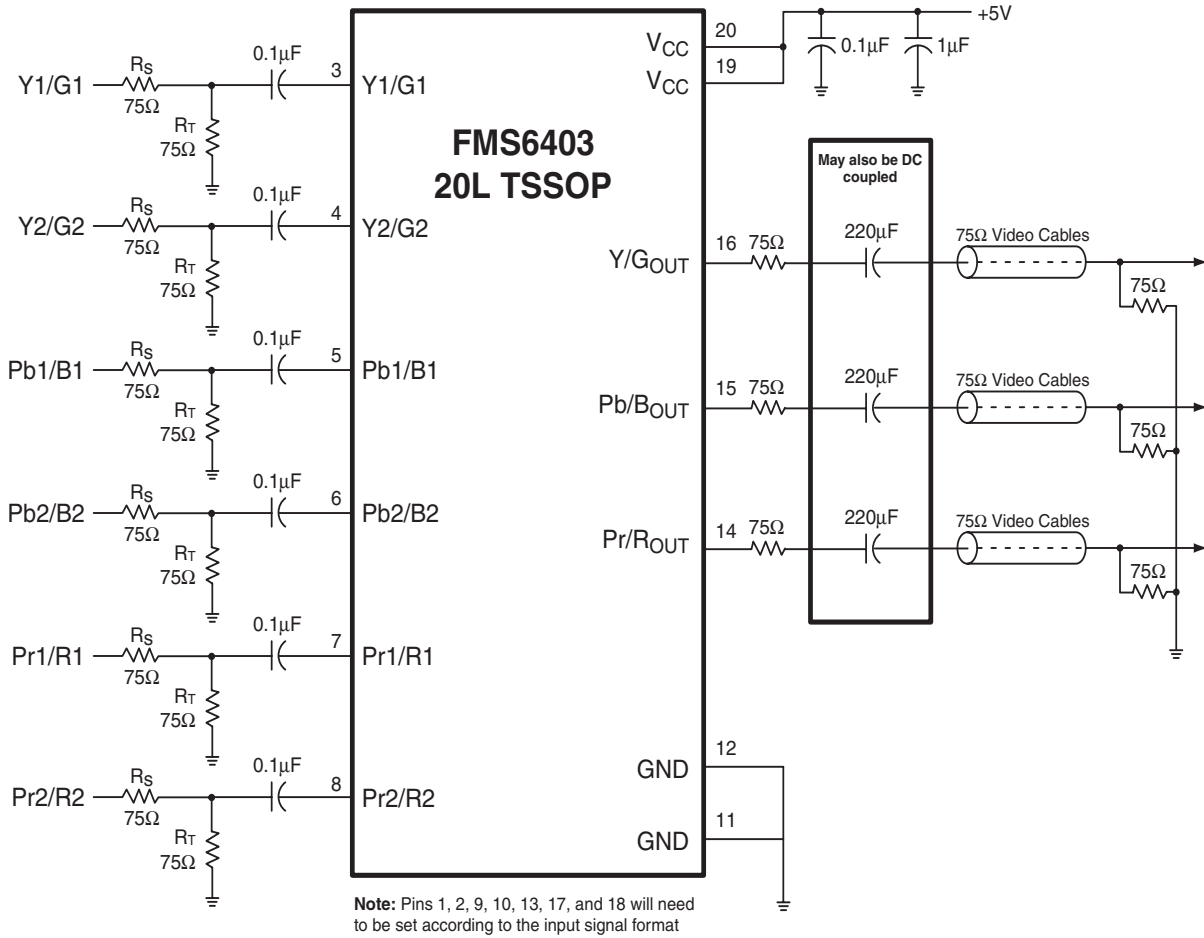 FMS6403
20L TSSOP
Y1/G1
RS
75Ω
RT
75Ω
0.1μF
3
Y1/G1
Y2/G2
RS
75Ω
RT
75Ω
0.1μF
4
Y2/G2
Pb1/B1
RS
75Ω
RT
75Ω
0.1μF
5
Pb1/B1
Pb2/B2
RS
75Ω
RT
75Ω
0.1μF
6
Pb2/B2
Pr1/R1
RS
75Ω
RT
75Ω
0.1μF
7
Pr1/R1
Pr2/R2
RS
75Ω
RT
75Ω
0.1μF
8
Pr2/R2
VCC
20
VCC
19
+5V
0.1μF
1μF
May also be DC
coupled
Y/GOUT
16
75Ω
220μF
75Ω Video Cables
75Ω
Pb/BOUT
15
75Ω
220μF
75Ω Video Cables
75Ω
Pr/ROUT
14
75Ω
220μF
75Ω Video Cables
75Ω
GND
12
GND
11
Note: Pins 1, 2, 9, 10, 13, 17, and 18 will need
to be set according to the input signal format